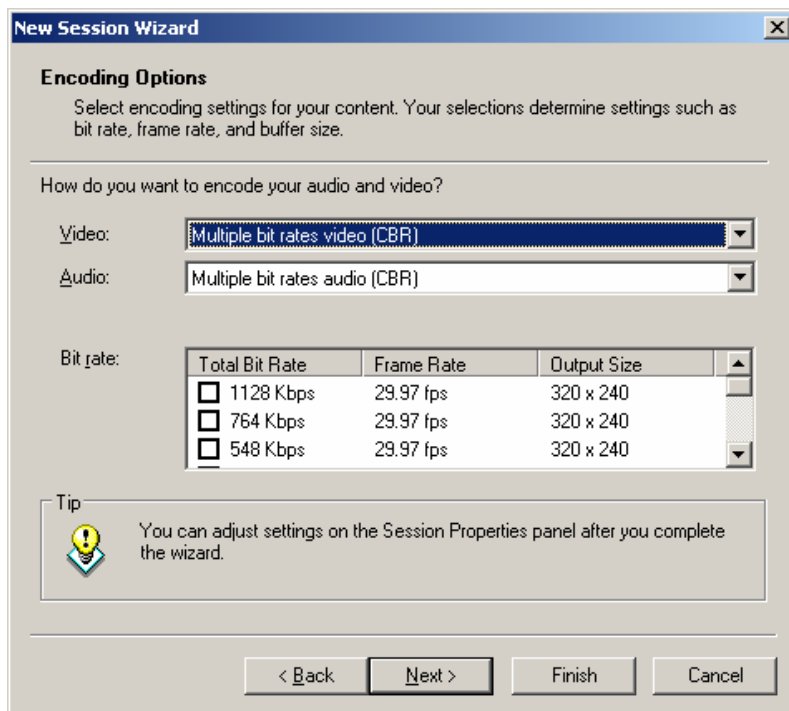 New Session Wizard
Encoding Options
Select encoding settings for your content. Your selections determine settings such as
bit rate, frame rate, and buffer size.
How do you want to encode your audio and video?
Video: Multiple bit rates video (CBR)
Audio: Multiple bit rates audio (CBR)
Bit rate: Total Bit Rate Frame Rate Output Size
1128 Kbps 29.97 fps 320 x 240
764 Kbps 29.97 fps 320 x 240
548 Kbps 29.97 fps 320 x 240
Tip
You can adjust settings on the Session Properties panel after you complete
the wizard.
< Back Next > Finish Cancel